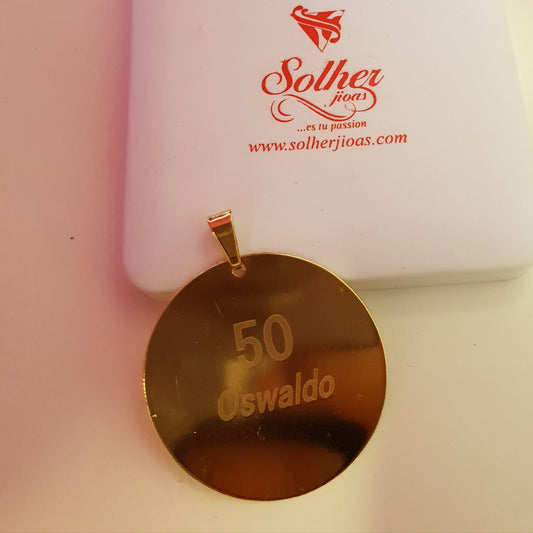 Solher
jioas
...es tu passion
www.solherjioas.com
50
Oswaldo